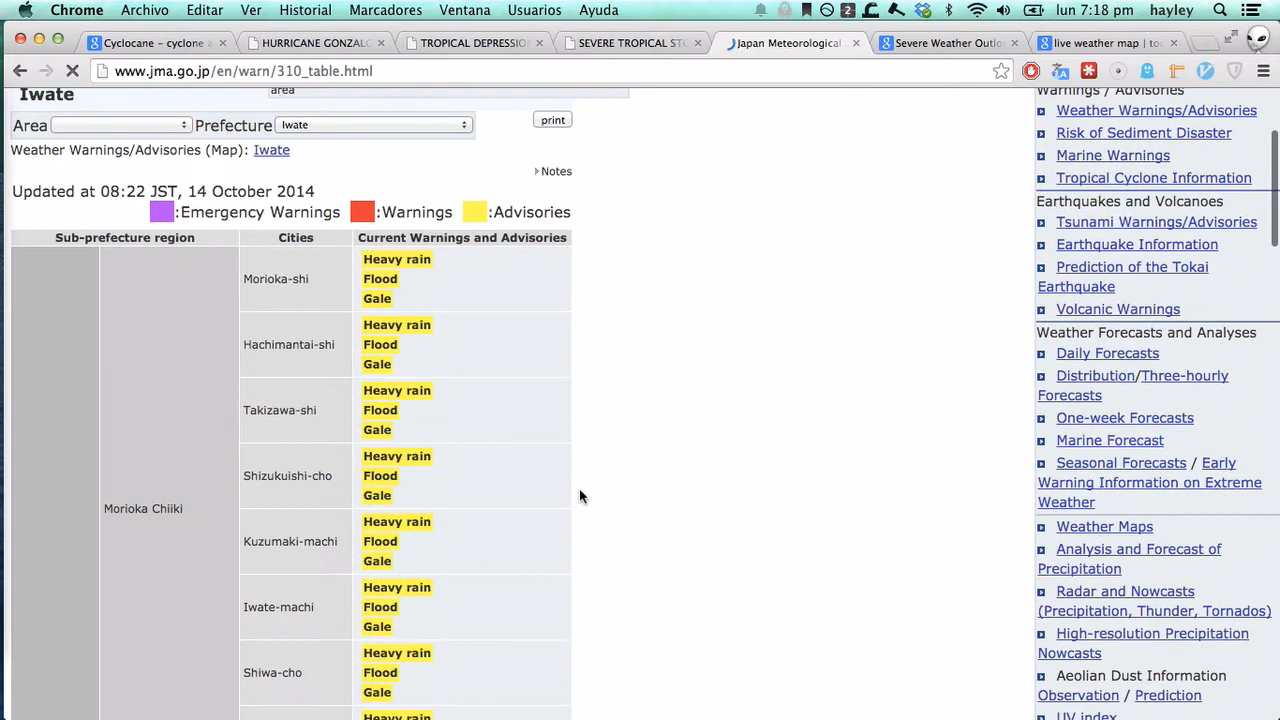 Chrome Archivo Editar Ver Historial Marcadores Ventana Usuarios Ayuda 2 lun 7:18 pm hayley
Cyclocane – cyclone a × HURRICANE GONZALO × TROPICAL DEPRESSIO × SEVERE TROPICAL STO × Japan Meteorological × Severe Weather Outlo × live weather map | to ×
www.jma.go.jp/en/warn/310_table.html
Iwate
area
Area Prefecture Iwate print
Weather Warnings/Advisories (Map): Iwate
Notes
Updated at 08:22 JST, 14 October 2014
:Emergency Warnings :Warnings :Advisories
Sub-prefecture region Cities Current Warnings and Advisories
Morioka Chiiki
Morioka-shi
Heavy rain
Flood
Gale
Hachimantai-shi
Heavy rain
Flood
Gale
Takizawa-shi
Heavy rain
Flood
Gale
Shizukuishi-cho
Heavy rain
Flood
Gale
Kuzumaki-machi
Heavy rain
Flood
Gale
Iwate-machi
Heavy rain
Flood
Gale
Shiwa-cho
Heavy rain
Flood
Gale
Heavy rain
Warnings / Advisories
Weather Warnings/Advisories
Risk of Sediment Disaster
Marine Warnings
Tropical Cyclone Information
Earthquakes and Volcanoes
Tsunami Warnings/Advisories
Earthquake Information
Prediction of the Tokai
Earthquake
Volcanic Warnings
Weather Forecasts and Analyses
Daily Forecasts
Distribution/Three-hourly
Forecasts
One-week Forecasts
Marine Forecast
Seasonal Forecasts / Early
Warning Information on Extreme
Weather
Weather Maps
Analysis and Forecast of
Precipitation
Radar and Nowcasts
(Precipitation, Thunder, Tornados)
High-resolution Precipitation
Nowcasts
Aeolian Dust Information
Observation / Prediction
UV index